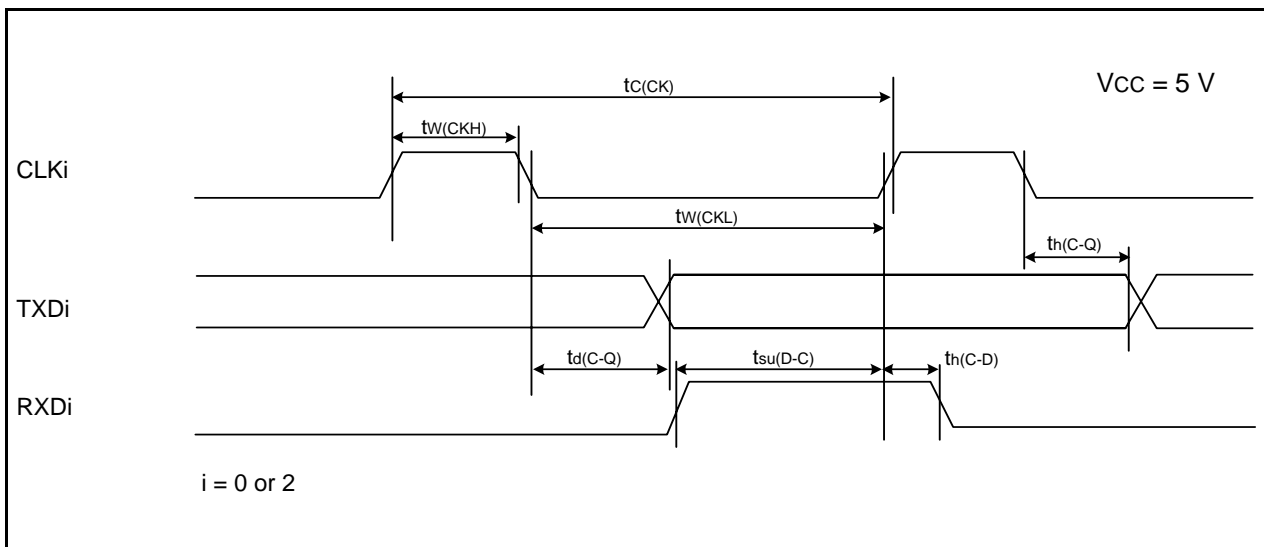 tC(CK)
VCC = 5 V
tW(CKH)
CLKi
tW(CKL)
th(C-Q)
TXDi
td(C-Q)
tsu(D-C)
th(C-D)
RXDi
i = 0 or 2